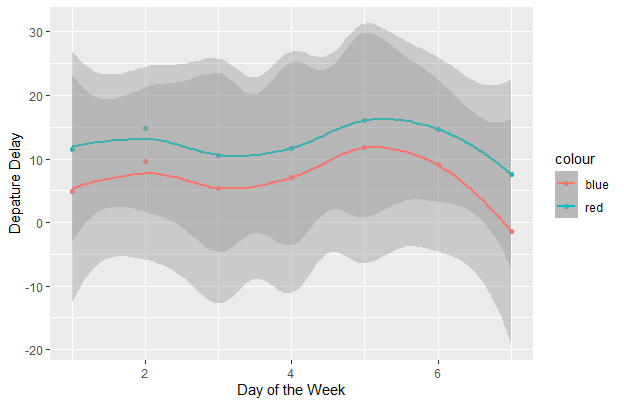 30
20
10
0
-10
-20
Depature Delay
2
4
6
Day of the Week
colour
blue
red